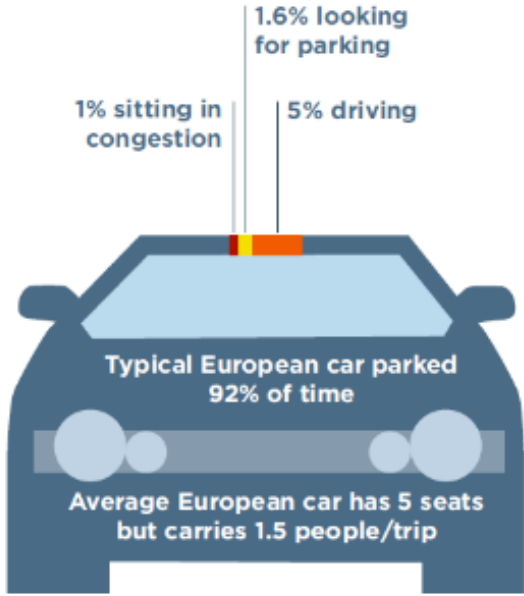 1.6% looking
for parking
1% sitting in
congestion
5% driving
Typical European car parked
92% of time
Average European car has 5 seats
but carries 1.5 people/trip